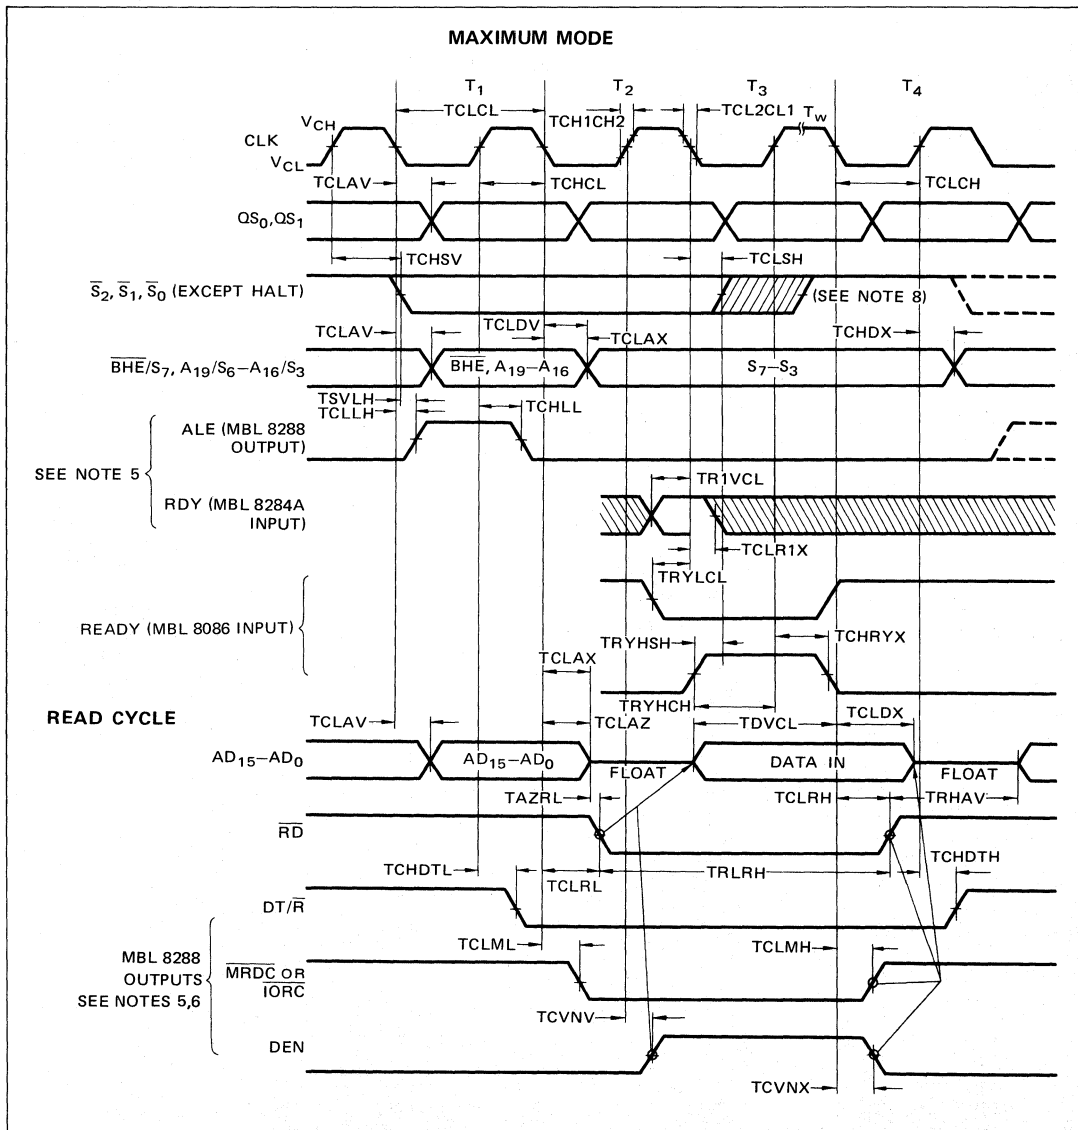 MAXIMUM MODE
T1 T2 T3 T4
TCLCL TCH1CH2 TCL2CL1 TW
VCH
CLK
VCL
TCLAV TCHCL TCLCH
QS0,QS1
TCHSV TCLSH
S̅2, S̅1, S̅0 (EXCEPT HALT) (SEE NOTE 8)
TCLAV TCLDV TCLAX TCHDX
B̅H̅E̅/S7, A19/S6–A16/S3 B̅H̅E̅, A19–A16 S7–S3
TSVLH
TCLLH TCHLL
ALE (MBL 8288
OUTPUT)
SEE NOTE 5
TR1VCL
RDY (MBL 8284A
INPUT)
TCLR1X
TRYLCL
READY (MBL 8086 INPUT)
TRYHSH TCHRYX
TCLAX
TRYHCH
READ CYCLE
TCLAV TCLAZ TDVCL TCLDX
AD15–AD0 AD15–AD0 FLOAT DATA IN FLOAT
TAZRL TCLRH TRHAV
R̅D̅
TCHDTL TCLRL TRLRH TCHDTH
DT/R̅
TCLML TCLMH
MBL 8288
OUTPUTS
SEE NOTES 5,6
M̅R̅D̅C̅ OR
I̅O̅R̅C̅
TCVNV
DEN
TCVNX